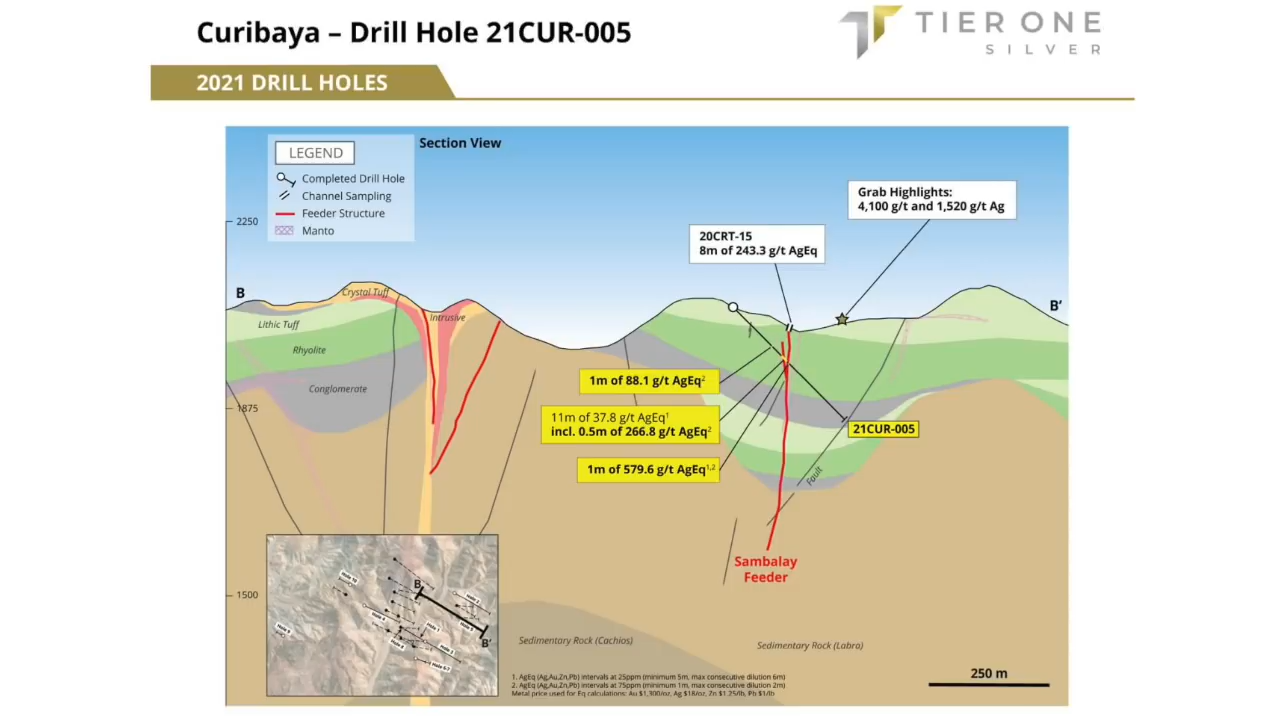 Curibaya – Drill Hole 21CUR-005
TIER ONE
SILVER
2021 DRILL HOLES
LEGEND
Completed Drill Hole
Channel Sampling
Feeder Structure
Manto
Section View
Grab Highlights:
4,100 g/t and 1,520 g/t Ag
2250
20CRT-15
8m of 243.3 g/t AgEq
B
B’
Crystal Tuff
Lithic Tuff
Intrusive
Rhyolite
Conglomerate
1m of 88.1 g/t AgEq²
1875
11m of 37.8 g/t AgEq¹
incl. 0.5m of 266.8 g/t AgEq²
21CUR-005
1m of 579.6 g/t AgEq¹,²
Fault
Sambalay
Feeder
1500
B
B'
Hole 10
Hole 1
Sedimentary Rock (Cachios)
Sedimentary Rock (Labra)
250 m
1. AgEq (Ag,Au,Zn,Pb) intervals at 25ppm (minimum 5m, max consecutive dilution 6m)
2. AgEq (Ag,Au,Zn,Pb) intervals at 75ppm (minimum 1m, max consecutive dilution 2m)
Metal price used for Eq calculations: Au $1,300/oz, Ag $18/oz, Zn $1.25/lb, Pb $1/lb